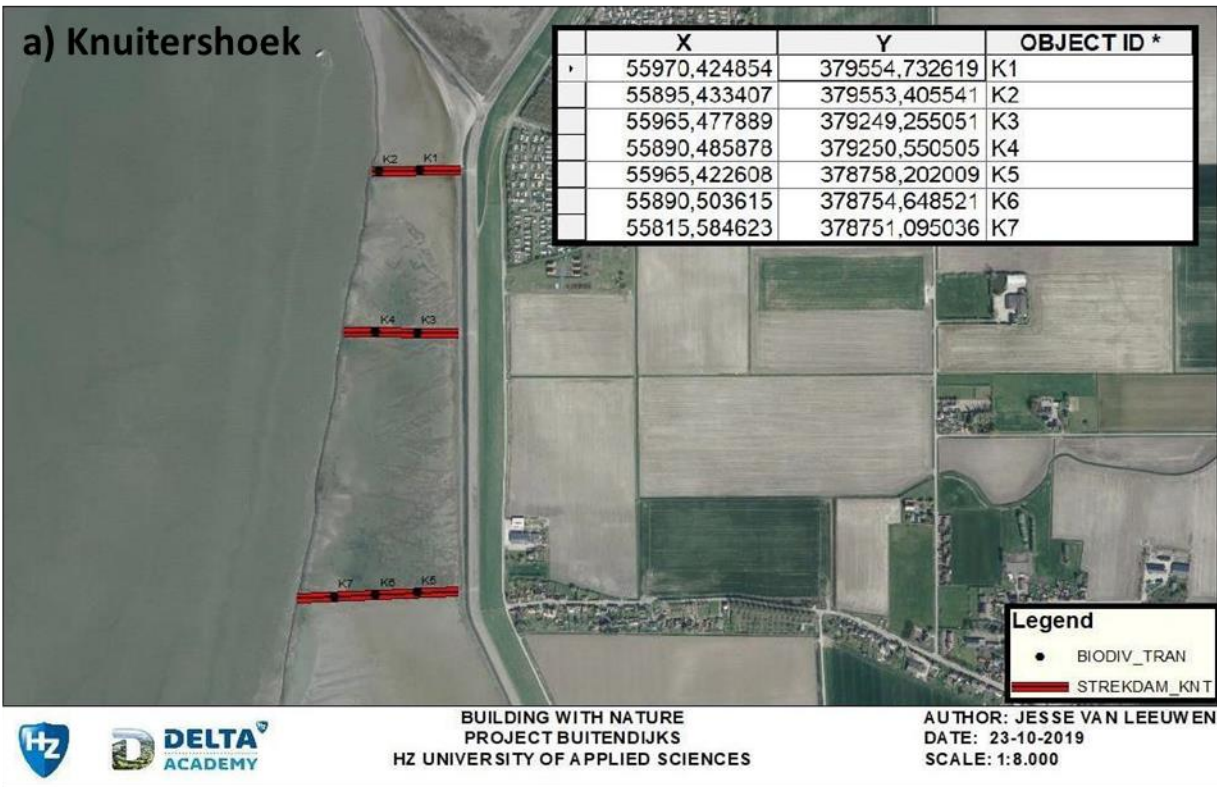 a) Knuitershoek
X Y OBJECT ID *
55970,424854 379554,732619 K1
55895,433407 379553,405541 K2
55965,477889 379249,255051 K3
55890,485878 379250,550505 K4
55965,422608 378758,202009 K5
55890,503615 378754,648521 K6
55815,584623 378751,095036 K7
K2 K1
K4 K3
K7 K6 K5
Legend
BIODIV_TRAN
STREKDAM_KNT
HZ
DELTA Hz
ACADEMY
BUILDING WITH NATURE
PROJECT BUITENDIJKS
HZ UNIVERSITY OF APPLIED SCIENCES
AUTHOR: JESSE VAN LEEUWEN
DATE: 23-10-2019
SCALE: 1:8.000